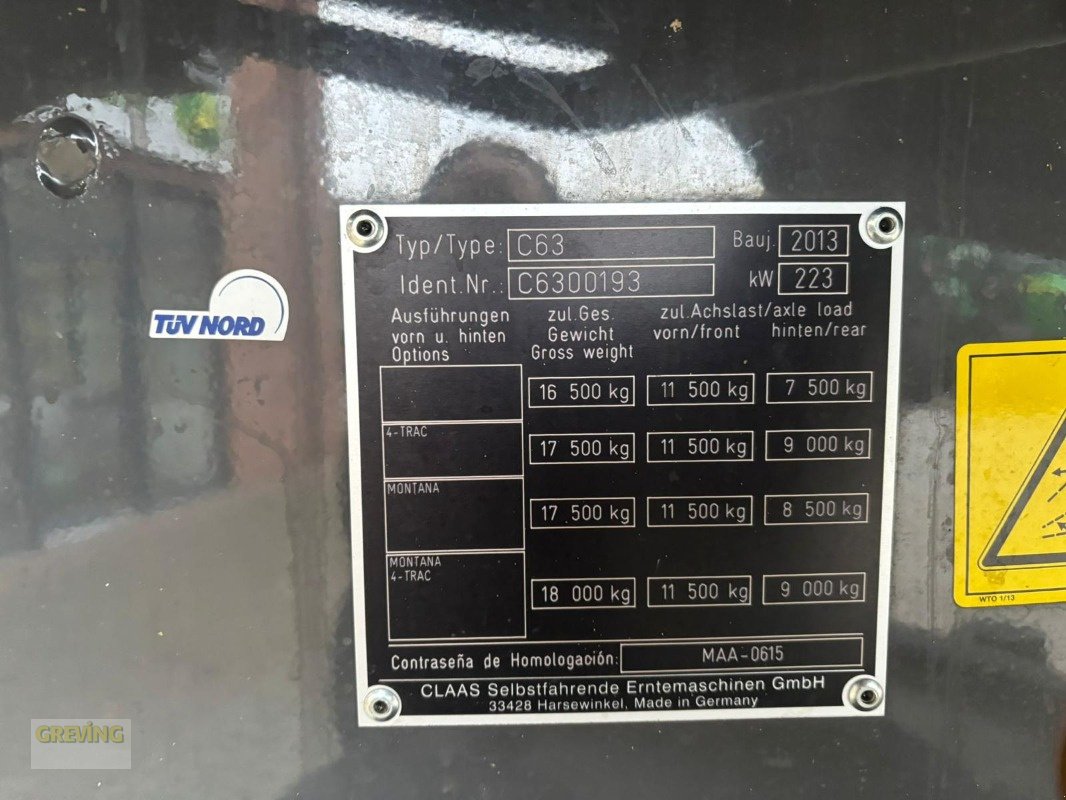 Typ/Type: C63 Bauj. 2013
Ident.Nr.: C6300193 kW 223
Ausführungen zul.Ges. zul.Achslast/axle load
vorn u. hinten Gewicht vorn/front hinten/rear
Options Gross weight
16 500 kg 11 500 kg 7 500 kg
4-TRAC
17 500 kg 11 500 kg 9 000 kg
MONTANA
17 500 kg 11 500 kg 8 500 kg
MONTANA
4-TRAC
18 000 kg 11 500 kg 9 000 kg
Contraseña de Homologación: MAA-0615
CLAAS Selbstfahrende Erntemaschinen GmbH
33428 Harsewinkel, Made in Germany
TÜV NORD
WTO 1/13
GREVING